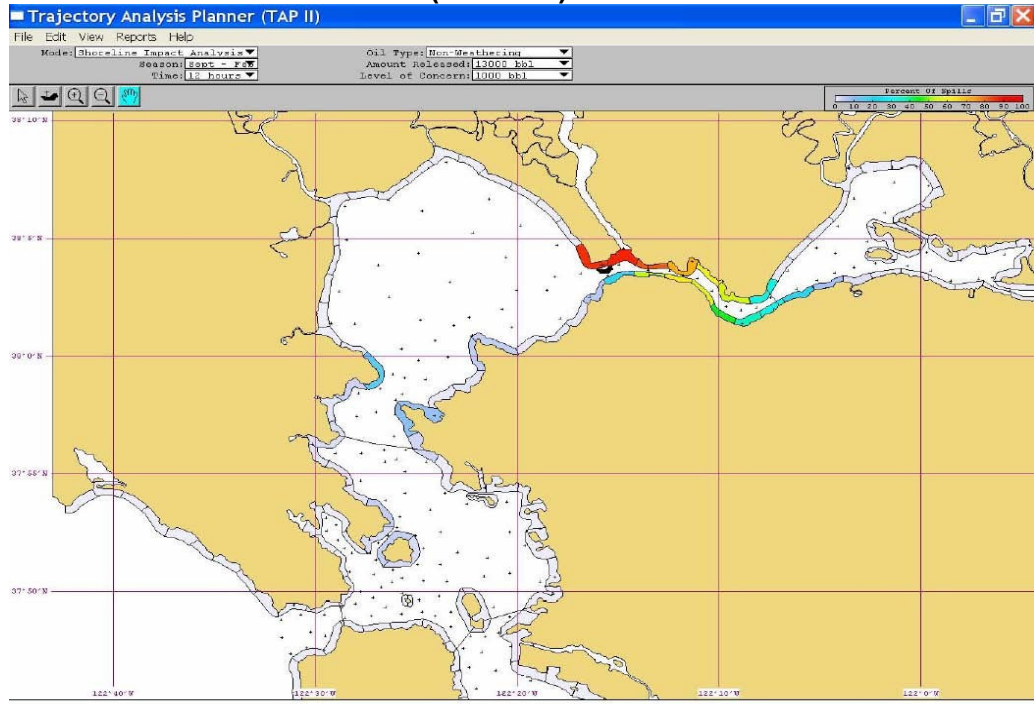 Trajectory Analysis Planner (TAP II)
File Edit View Reports Help
Mode: Shoreline Impact Analysis
Season: Sept - Feb
Time: 12 hours
Oil Type: Non-Weathering
Amount Released: 13000 bbl
Level of Concern: 1000 bbl
Percent Of Spills
0 10 20 30 40 50 60 70 80 90 100
38°10'N
38°5'N
38°0'N
37°55'N
37°50'N
122°40'W 122°30'W 122°20'W 122°10'W 122°0'W